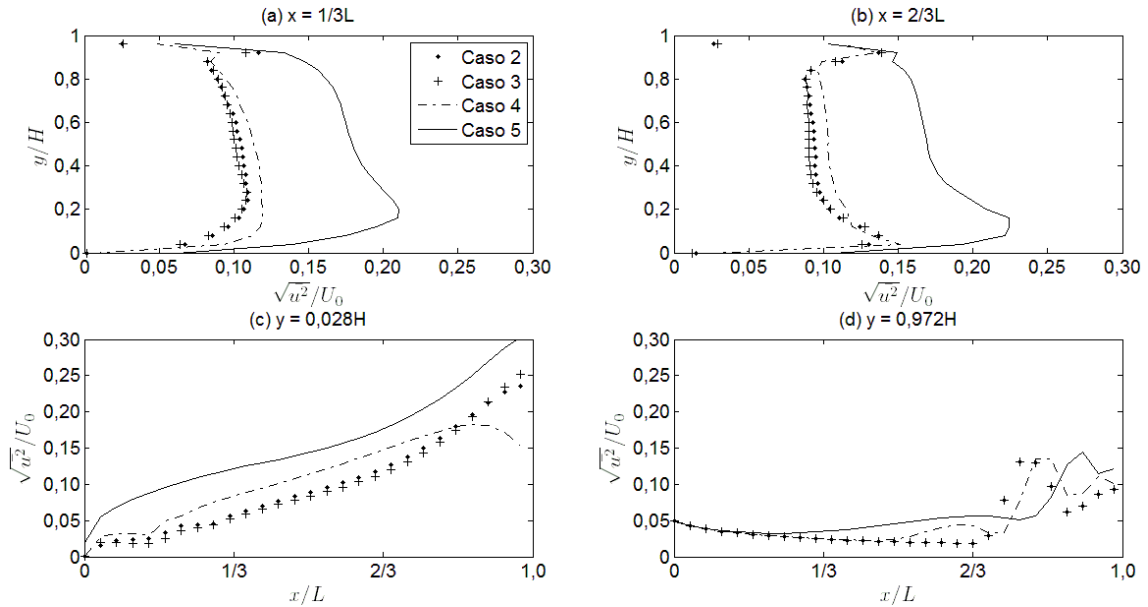 (a) x = 1/3L
1
0,8
0,6
0,4
0,2
0
y/H
0 0,05 0,10 0,15 0,20 0,25 0,30
√u²/U₀
Caso 2
Caso 3
Caso 4
Caso 5
(b) x = 2/3L
1
0,8
0,6
0,4
0,2
0
y/H
0 0,05 0,10 0,15 0,20 0,25 0,30
√u²/U₀
(c) y = 0,028H
0,30
0,25
0,20
0,15
0,10
0,05
0
√u²/U₀
0 1/3 2/3 1,0
x/L
(d) y = 0,972H
0,30
0,25
0,20
0,15
0,10
0,05
0
√u²/U₀
0 1/3 2/3 1,0
x/L